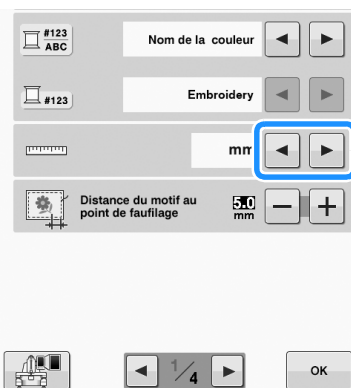 #123
ABC
Nom de la couleur
#123
Embroidery
mm
Distance du motif au
point de faufilage
5.0
mm
1/4
OK